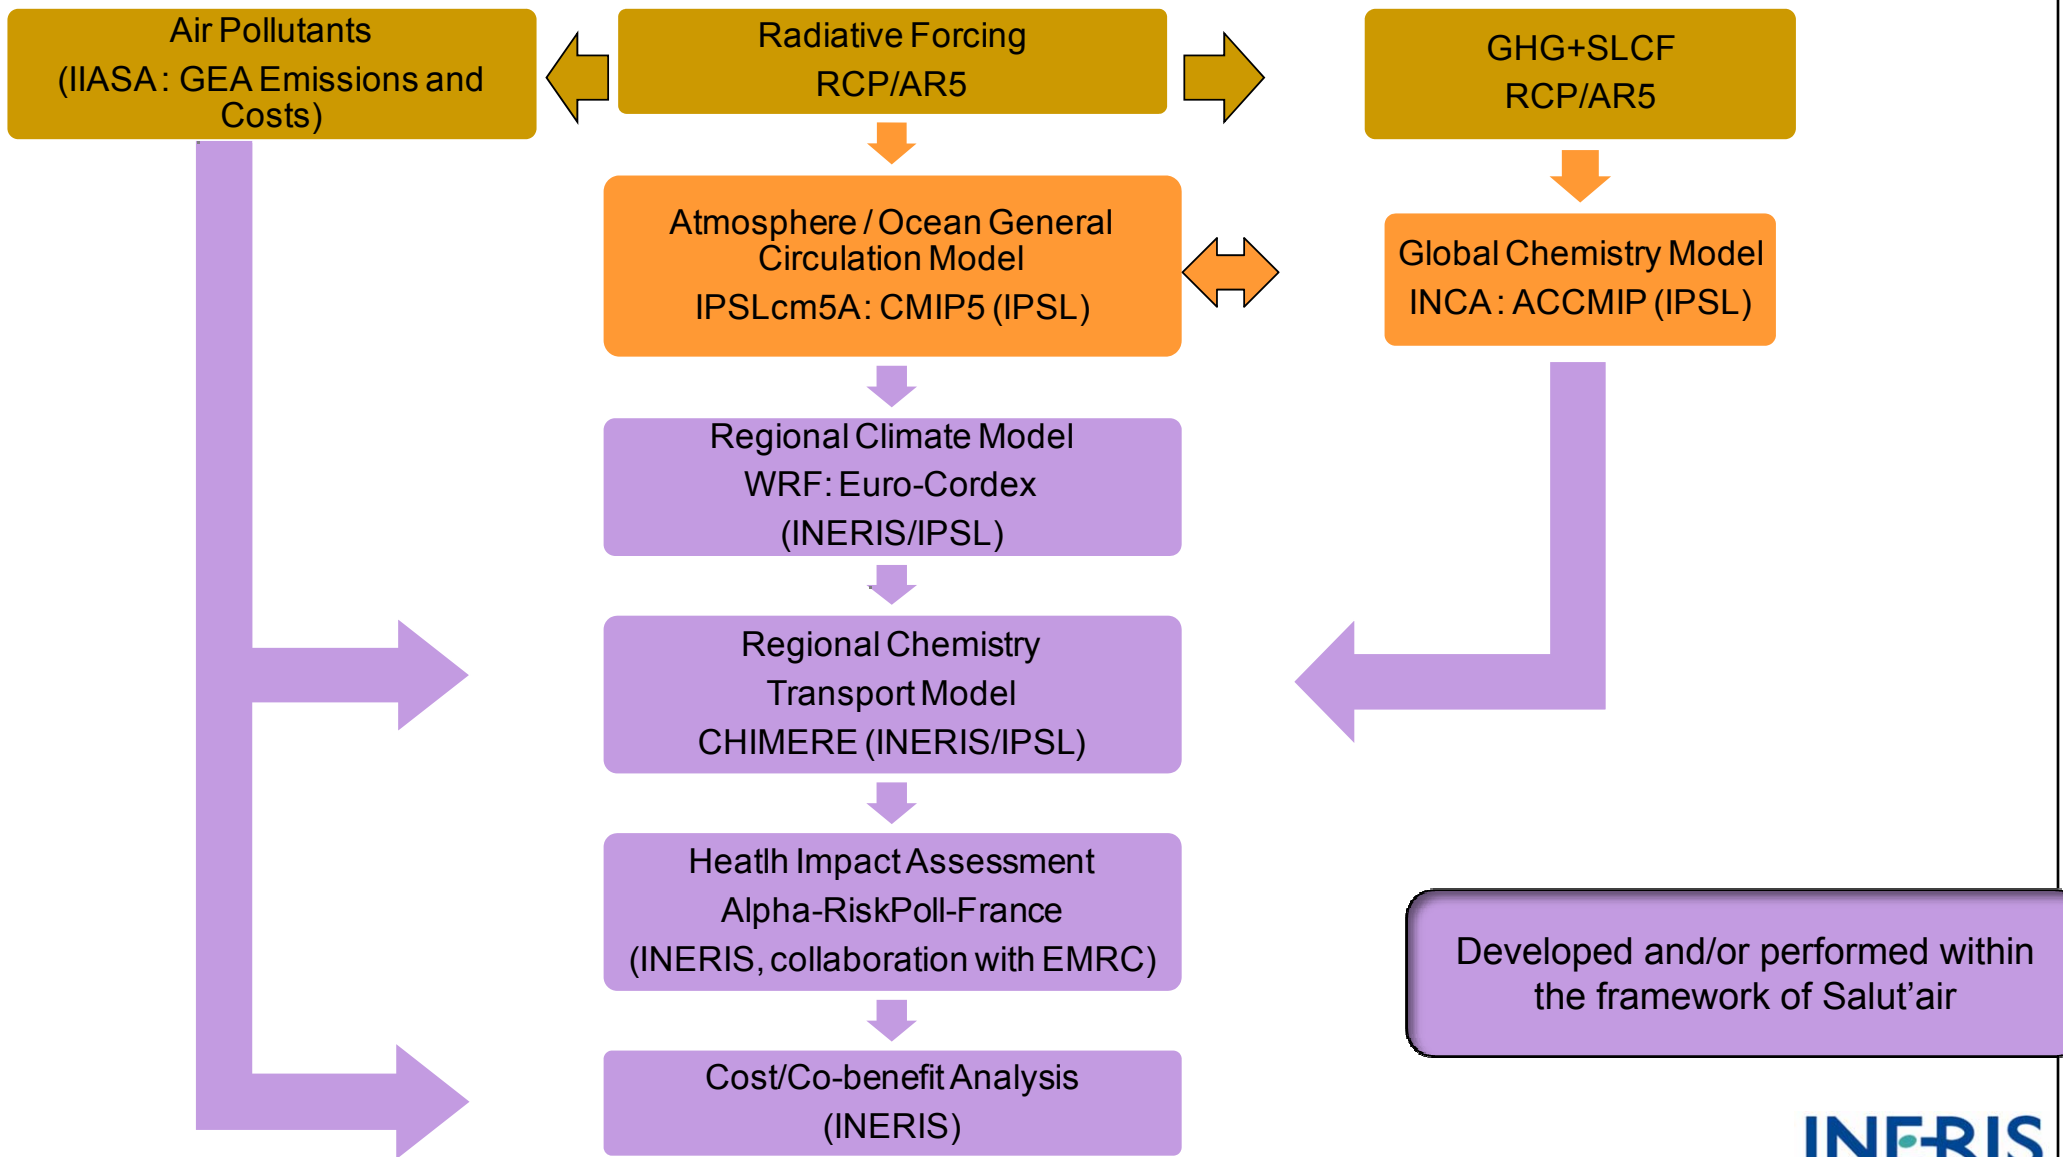 Air Pollutants
(IIASA : GEA Emissions and
Costs)
Radiative Forcing
RCP/AR5
GHG+SLCF
RCP/AR5
Atmosphere / Ocean General
Circulation Model
IPSLcm5A: CMIP5 (IPSL)
Global Chemistry Model
INCA : ACCMIP (IPSL)
Regional Climate Model
WRF: Euro-Cordex
(INERIS/IPSL)
Regional Chemistry
Transport Model
CHIMERE (INERIS/IPSL)
Heatlh Impact Assessment
Alpha-RiskPoll-France
(INERIS, collaboration with EMRC)
Developed and/or performed within
the framework of Salut’air
Cost/Co-benefit Analysis
(INERIS)
INERIS